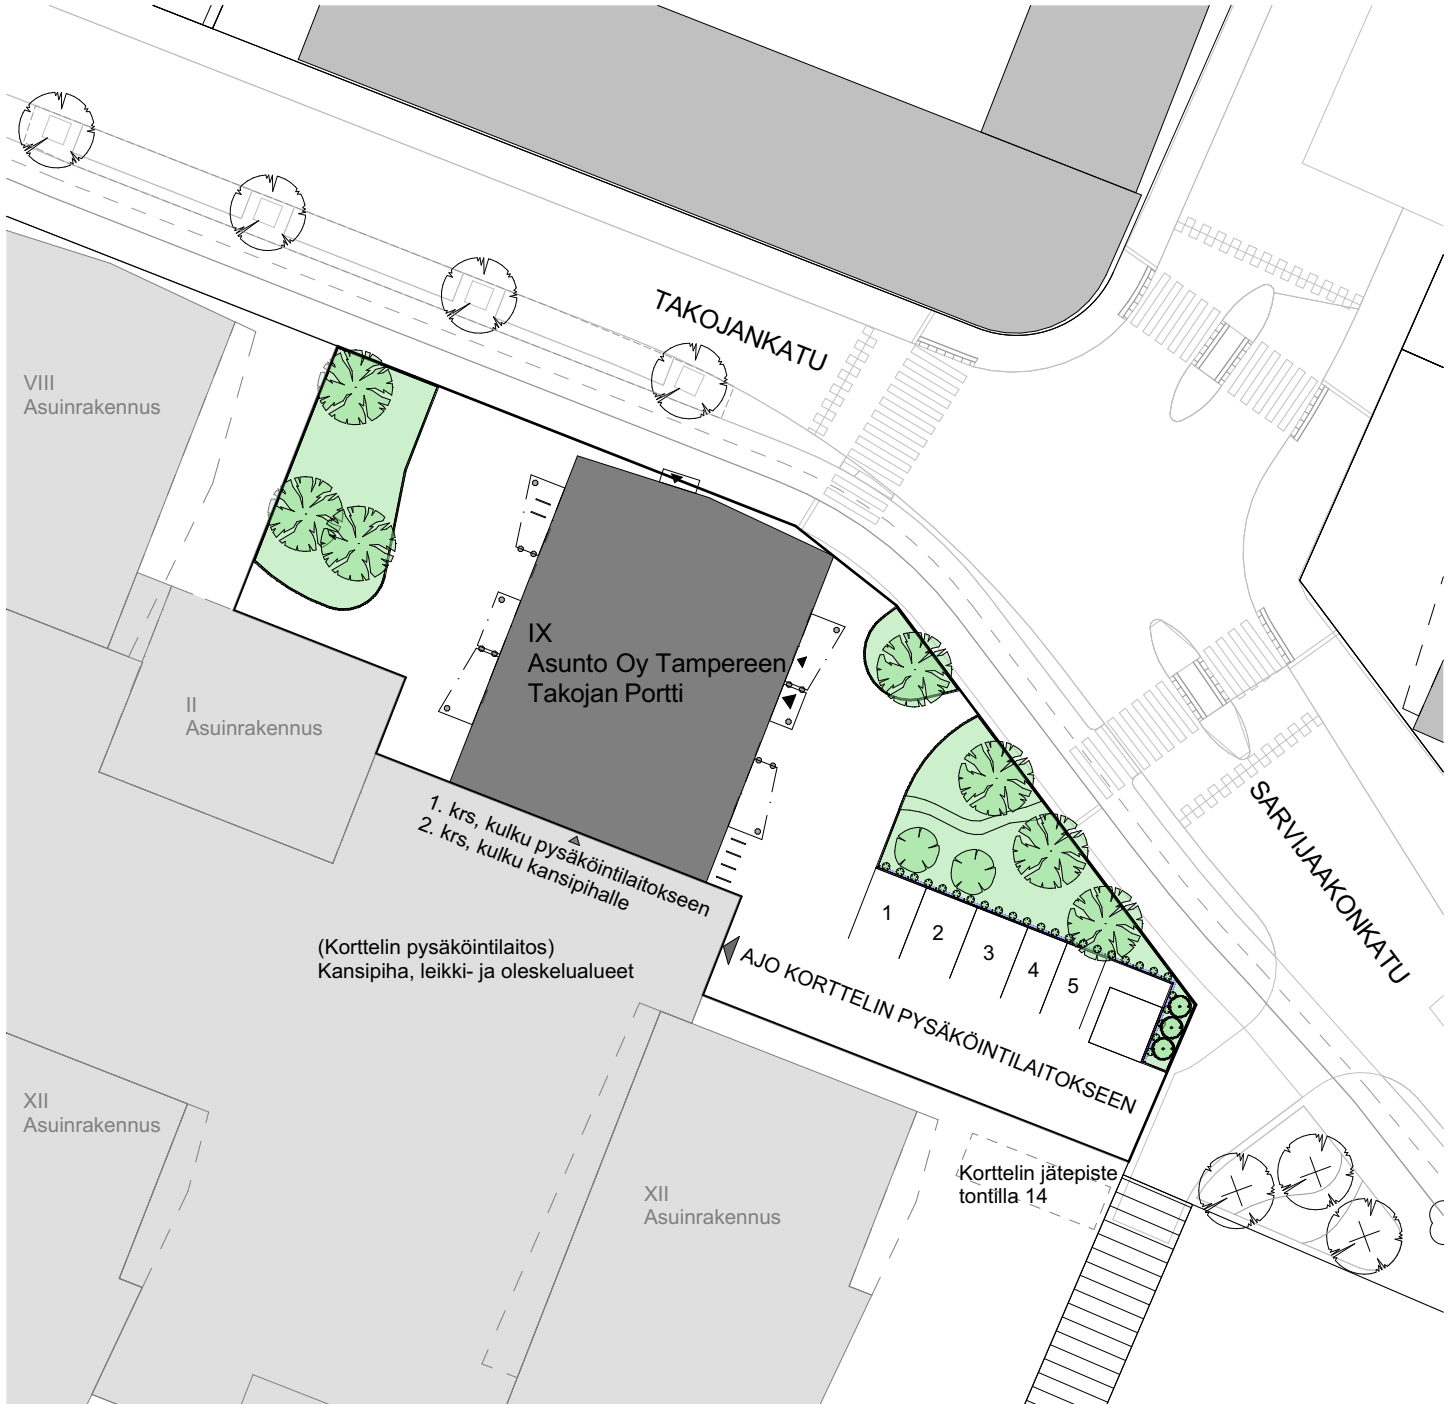 TAKOJANKATU
VIII
Asuinrakennus
IX
Asunto Oy Tampereen
Takojan Portti
II
Asuinrakennus
1. krs, kulku pysäköintilaitokseen
2. krs, kulku kansipihalle
SARVIJAAKONKATU
1
2
3
4
5
(Korttelin pysäköintilaitos)
Kansipiha, leikki- ja oleskelualueet
AJO KORTTELIN PYSÄKÖINTILAITOKSEEN
XII
Asuinrakennus
XII
Asuinrakennus
Korttelin jätepiste
tontilla 14